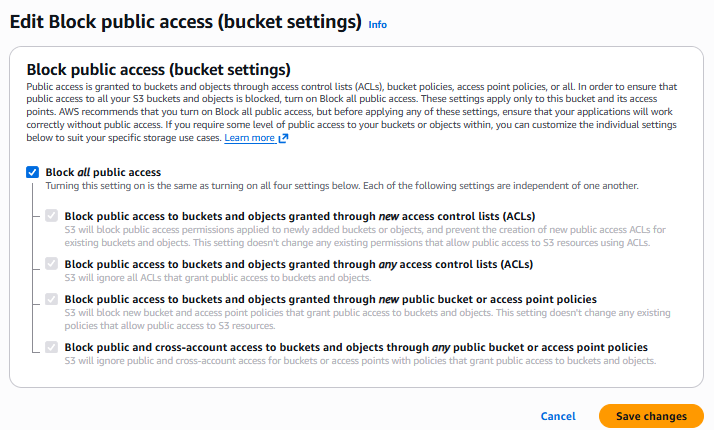 Edit Block public access (bucket settings) Info
Block public access (bucket settings)
Public access is granted to buckets and objects through access control lists (ACLs), bucket policies, access point policies, or all. In order to ensure that
public access to all your S3 buckets and objects is blocked, turn on Block all public access. These settings apply only to this bucket and its access
points. AWS recommends that you turn on Block all public access, but before applying any of these settings, ensure that your applications will work
correctly without public access. If you require some level of public access to your buckets or objects within, you can customize the individual settings
below to suit your specific storage use cases. Learn more
Block all public access
Turning this setting on is the same as turning on all four settings below. Each of the following settings are independent of one another.
Block public access to buckets and objects granted through new access control lists (ACLs)
S3 will block public access permissions applied to newly added buckets or objects, and prevent the creation of new public access ACLs for
existing buckets and objects. This setting doesn't change any existing permissions that allow public access to S3 resources using ACLs.
Block public access to buckets and objects granted through any access control lists (ACLs)
S3 will ignore all ACLs that grant public access to buckets and objects.
Block public access to buckets and objects granted through new public bucket or access point policies
S3 will block new bucket and access point policies that grant public access to buckets and objects. This setting doesn't change any existing
policies that allow public access to S3 resources.
Block public and cross-account access to buckets and objects through any public bucket or access point policies
S3 will ignore public and cross-account access for buckets or access points with policies that grant public access to buckets and objects.
Cancel Save changes